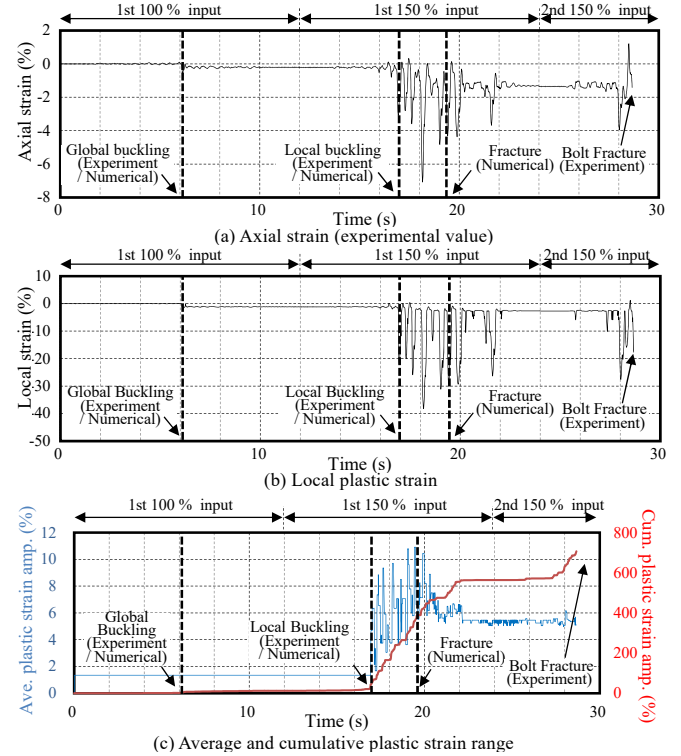 1st 100 % input 1st 150 % input 2nd 150 % input
Axial strain (%)
2
0
-2
-4
-6
-8
Global buckling
(Experiment
/ Numerical)
Local buckling
(Experiment
/ Numerical)
Fracture
(Numerical)
Bolt Fracture
(Experiment)
0 10 20 30
Time (s)
(a) Axial strain (experimental value)
1st 100 % input 1st 150 % input 2nd 150 % input
Local strain (%)
10
0
-10
-20
-30
-40
-50
Global Buckling
(Experiment
/ Numerical)
Local Buckling
(Experiment
/ Numerical)
Fracture
(Numerical)
Bolt Fracture
(Experiment)
0 10 20 30
Time (s)
(b) Local plastic strain
1st 100 % input 1st 150 % input 2nd 150 % input
Ave. plastic strain amp. (%)
12
10
8
6
4
2
0
Cum. plastic strain amp. (%)
800
600
400
200
0
Global
Buckling
(Experiment
/ Numerical)
Local Buckling
(Experiment
/ Numerical)
Fracture
(Numerical)
Bolt Fracture
(Experiment)
0 10 20 30
Time (s)
(c) Average and cumulative plastic strain range